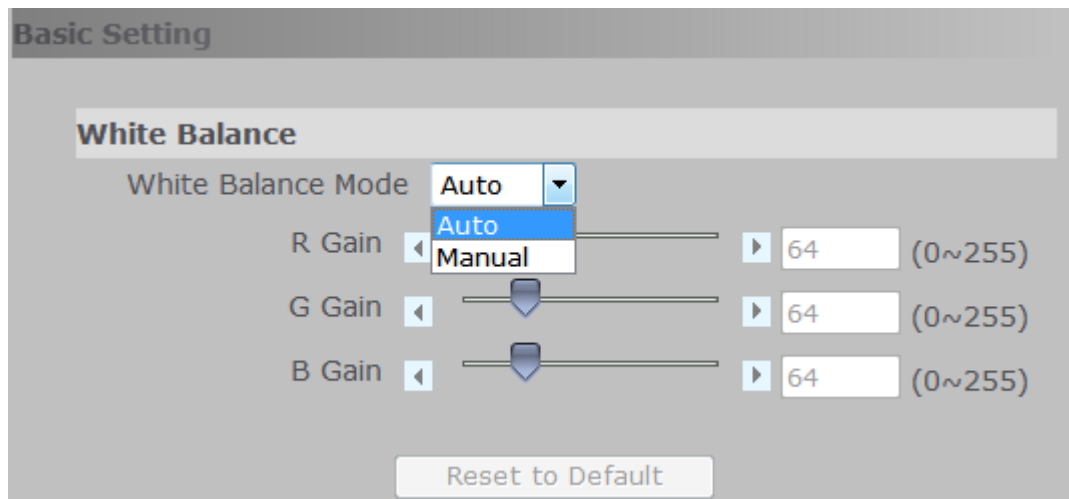 Basic Setting
White Balance
White Balance Mode Auto
Auto
Manual
R Gain 64 (0~255)
G Gain 64 (0~255)
B Gain 64 (0~255)
Reset to Default